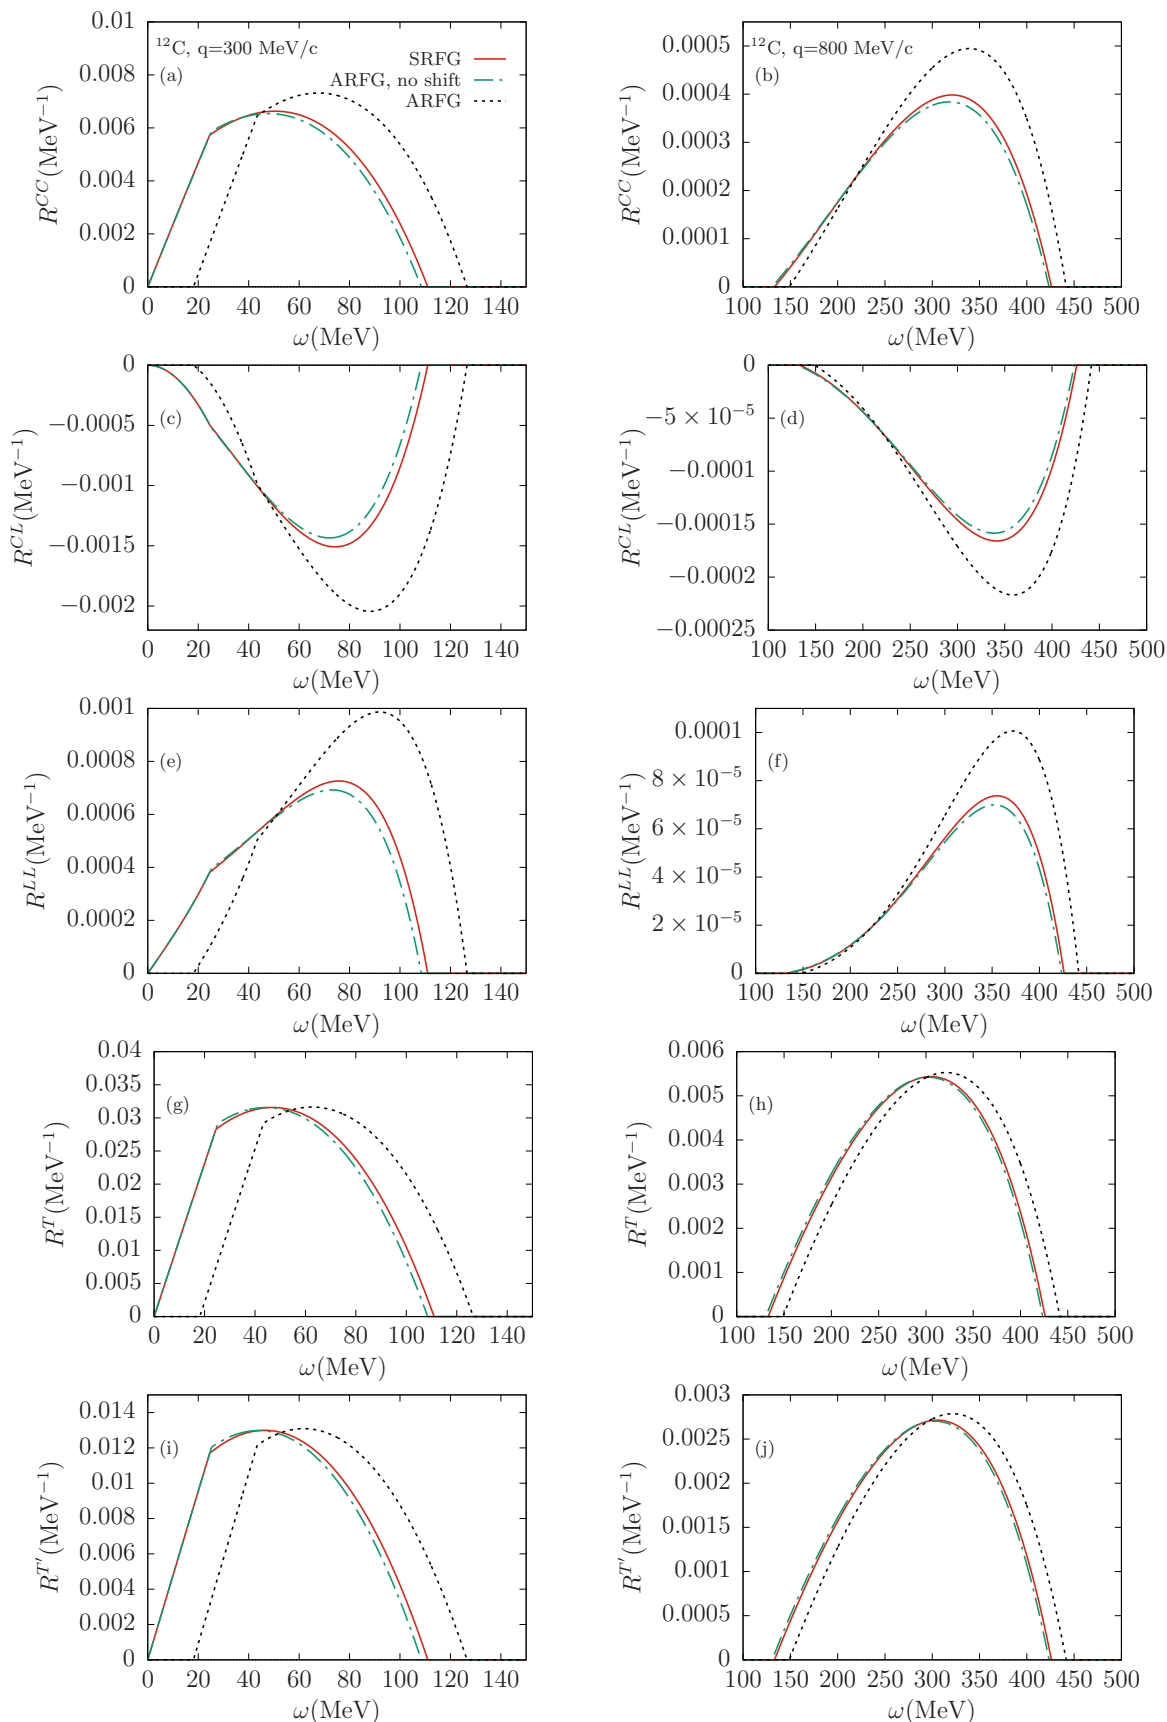 ¹²C, q=300 MeV/c
(a)
SRFG
ARFG, no shift
ARFG
R^{CC}(MeV⁻¹)
0.01
0.008
0.006
0.004
0.002
0
0 20 40 60 80 100 120 140
ω(MeV)
¹²C, q=800 MeV/c
(b)
R^{CC}(MeV⁻¹)
0.0005
0.0004
0.0003
0.0002
0.0001
0
100 150 200 250 300 350 400 450 500
ω(MeV)
(c)
R^{CL}(MeV⁻¹)
0
−0.0005
−0.001
−0.0015
−0.002
0 20 40 60 80 100 120 140
ω(MeV)
(d)
R^{CL}(MeV⁻¹)
0
−5 × 10⁻⁵
−0.0001
−0.00015
−0.0002
−0.00025
100 150 200 250 300 350 400 450 500
ω(MeV)
(e)
R^{LL}(MeV⁻¹)
0.001
0.0008
0.0006
0.0004
0.0002
0
0 20 40 60 80 100 120 140
ω(MeV)
(f)
R^{LL}(MeV⁻¹)
0.0001
8 × 10⁻⁵
6 × 10⁻⁵
4 × 10⁻⁵
2 × 10⁻⁵
0
100 150 200 250 300 350 400 450 500
ω(MeV)
(g)
R^{T}(MeV⁻¹)
0.04
0.035
0.03
0.025
0.02
0.015
0.01
0.005
0
0 20 40 60 80 100 120 140
ω(MeV)
(h)
R^{T}(MeV⁻¹)
0.006
0.005
0.004
0.003
0.002
0.001
0
100 150 200 250 300 350 400 450 500
ω(MeV)
(i)
R^{T′}(MeV⁻¹)
0.014
0.012
0.01
0.008
0.006
0.004
0.002
0
0 20 40 60 80 100 120 140
ω(MeV)
(j)
R^{T′}(MeV⁻¹)
0.003
0.0025
0.002
0.0015
0.001
0.0005
0
100 150 200 250 300 350 400 450 500
ω(MeV)